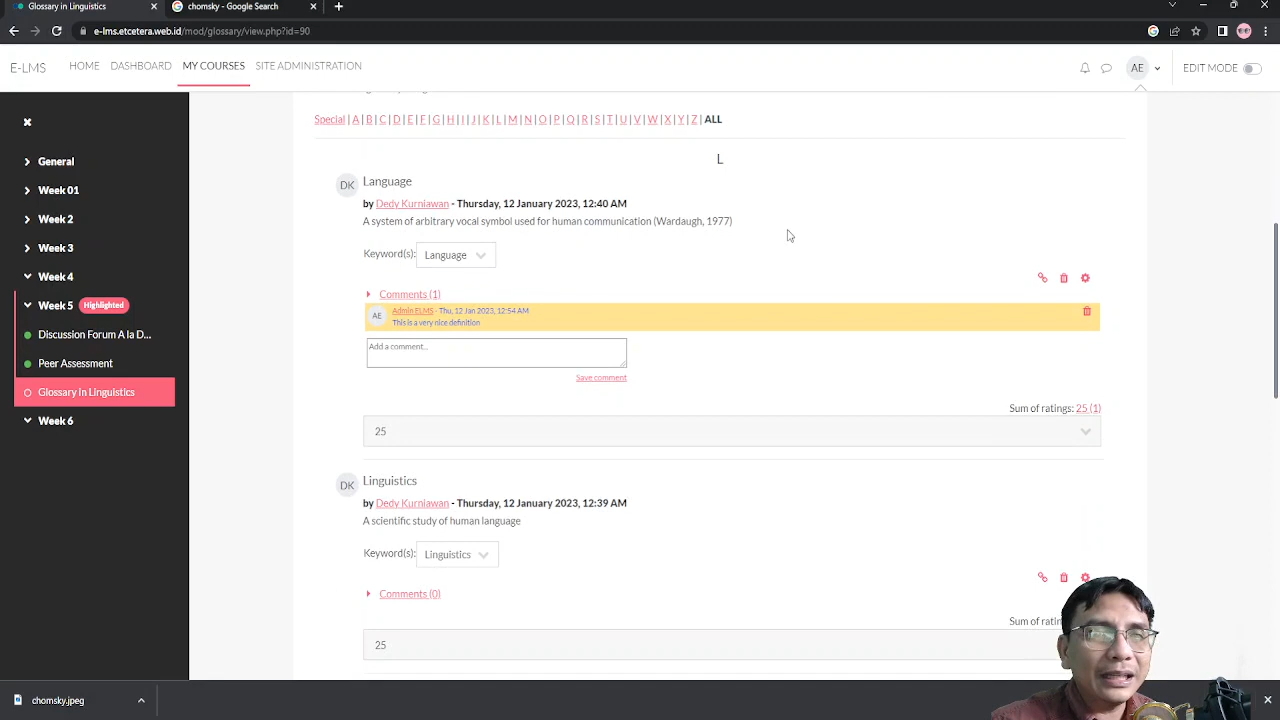 Glossary in Linguistics
chomsky - Google Search
e-lms.etcetera.web.id/mod/glossary/view.php?id=90
E-LMS
HOME DASHBOARD MY COURSES SITE ADMINISTRATION
AE
EDIT MODE
Special | A | B | C | D | E | F | G | H | I | J | K | L | M | N | O | P | Q | R | S | T | U | V | W | X | Y | Z | ALL
General
Week 01
Week 2
Week 3
Week 4
Week 5 Highlighted
Discussion Forum A la D...
Peer Assessment
Glossary in Linguistics
Week 6
L
DK Language
by Dedy Kurniawan - Thursday, 12 January 2023, 12:40 AM
A system of arbitrary vocal symbol used for human communication (Wardaugh, 1977)
Keyword(s): Language
Comments (1)
AE Admin ELMS - Thu, 12 Jan 2023, 12:54 AM
This is a very nice definition
Add a comment...
Save comment
Sum of ratings: 25 (1)
25
DK Linguistics
by Dedy Kurniawan - Thursday, 12 January 2023, 12:39 AM
A scientific study of human language
Keyword(s): Linguistics
Comments (0)
Sum of
25
chomsky.jpeg